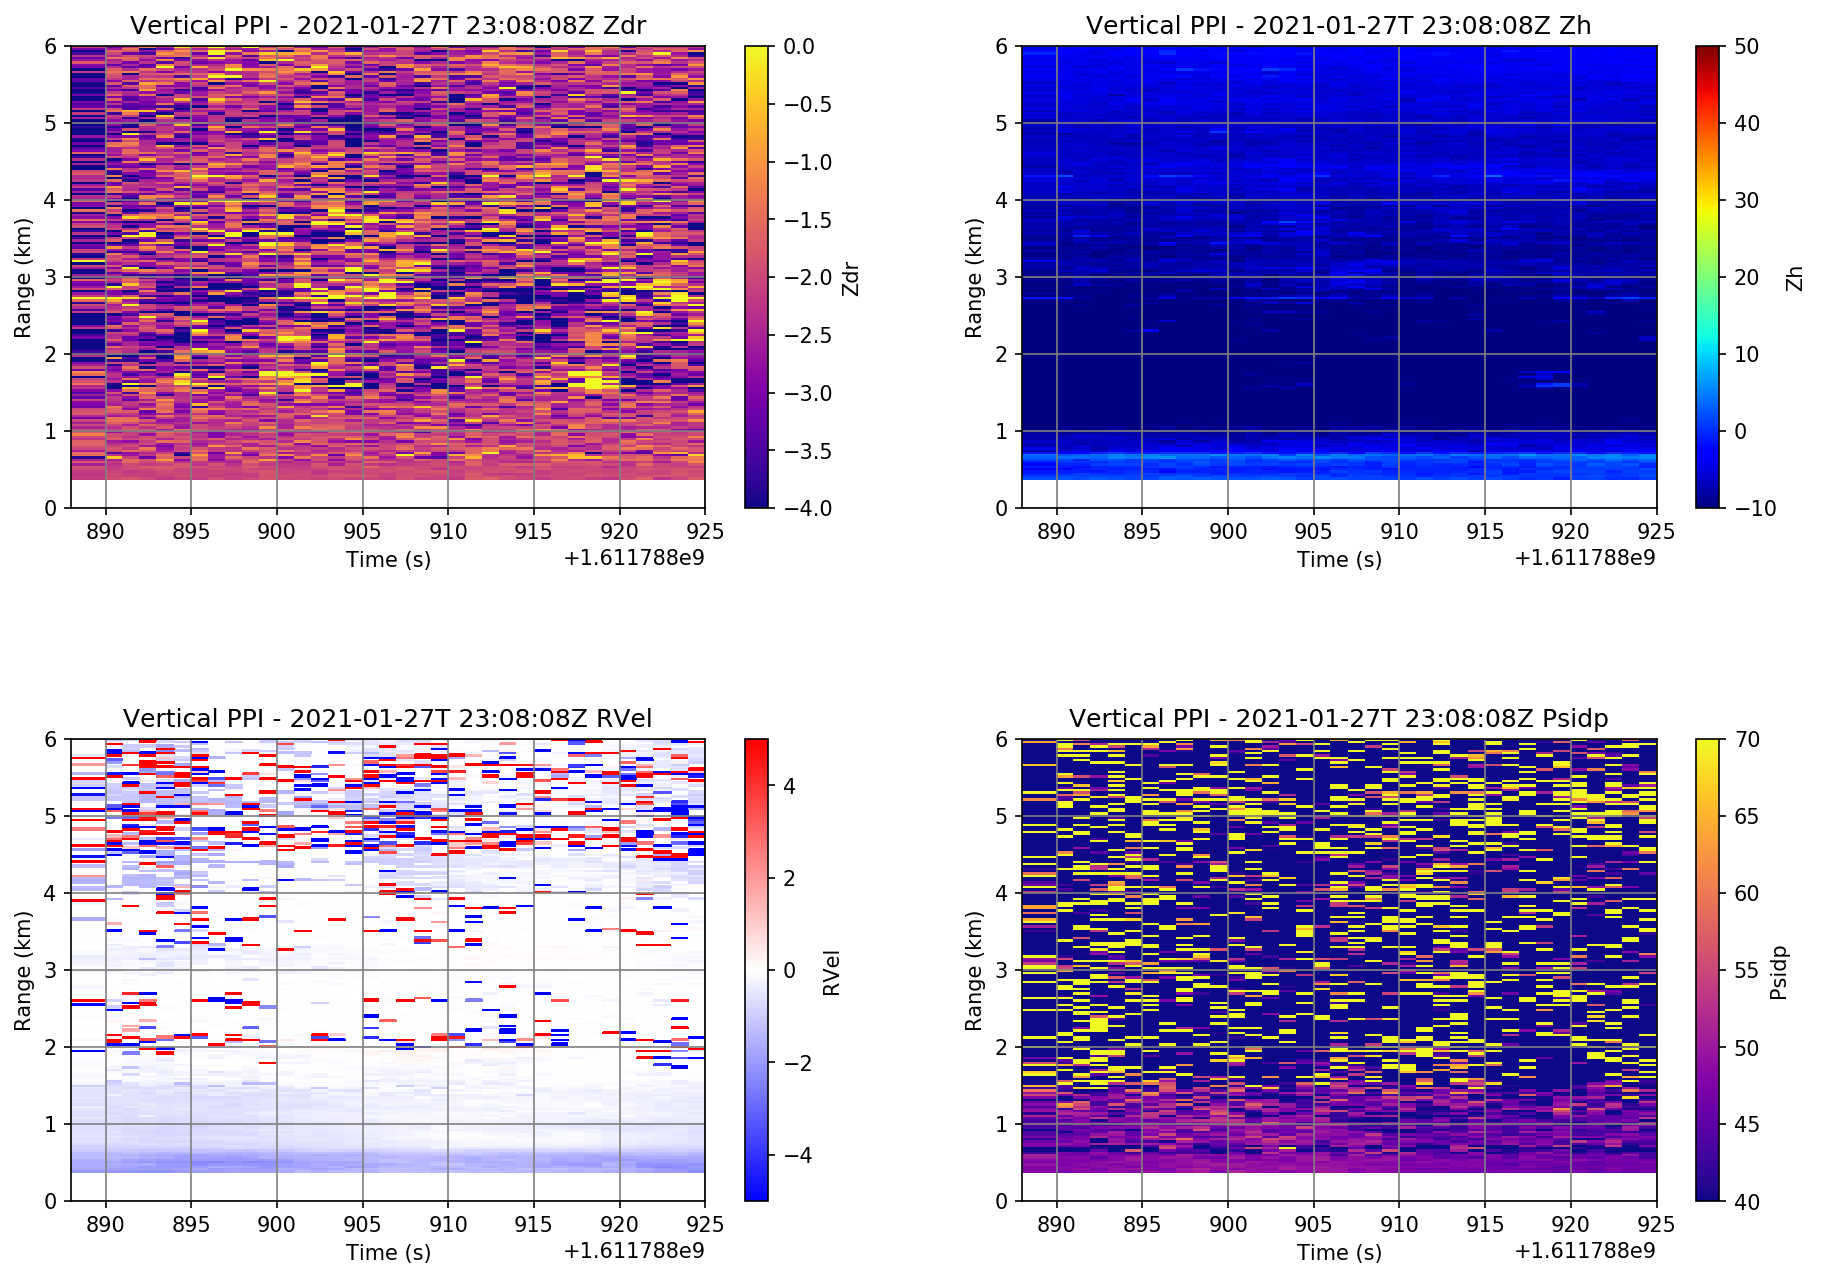 Vertical PPI - 2021-01-27T 23:08:08Z Zdr
6
5
4
3
2
1
0
Range (km)
890 895 900 905 910 915 920 925
Time (s)
+1.611788e9
0.0
−0.5
−1.0
−1.5
−2.0
−2.5
−3.0
−3.5
−4.0
Zdr
Vertical PPI - 2021-01-27T 23:08:08Z Zh
6
5
4
3
2
1
0
Range (km)
890 895 900 905 910 915 920 925
Time (s)
+1.611788e9
50
40
30
20
10
0
−10
Zh
Vertical PPI - 2021-01-27T 23:08:08Z RVel
6
5
4
3
2
1
0
Range (km)
890 895 900 905 910 915 920 925
Time (s)
+1.611788e9
4
2
0
−2
−4
RVel
Vertical PPI - 2021-01-27T 23:08:08Z Psidp
6
5
4
3
2
1
0
Range (km)
890 895 900 905 910 915 920 925
Time (s)
+1.611788e9
70
65
60
55
50
45
40
Psidp